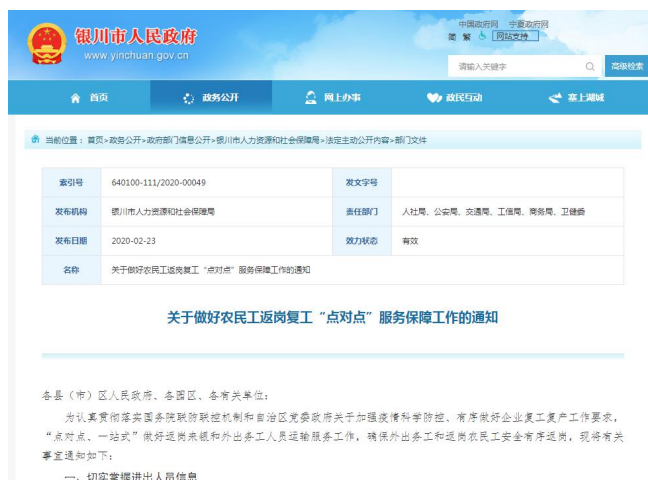 中国政府网 宁夏政府网
银川市人民政府
简 繁 网站支持
www.yinchuan.gov.cn
请输入关键字 高级检索
首页 政务公开 网上办事 政民互动 塞上湖城
当前位置：首页>政务公开>政府部门信息公开>银川市人力资源和社会保障局>法定主动公开内容>部门文件
索引号 640100-111/2020-00049 发文字号
发布机构 银川市人力资源和社会保障局 责任部门 人社局、公安局、交通局、工信局、商务局、卫健委
发布日期 2020-02-23 效力状态 有效
名称 关于做好农民工返岗复工“点对点”服务保障工作的通知
关于做好农民工返岗复工“点对点”服务保障工作的通知
各县（市）区人民政府、各园区、各有关单位：
为认真贯彻落实国务院联防联控机制和自治区党委政府关于加强疫情科学防控、有序做好企业复工复产工作要求，
“点对点、一站式”做好返岗来银和外出务工人员运输服务工作，确保外出务工和返岗农民工安全有序返岗，现将有关
事宜通知如下：
一、切实掌握进出人员信息